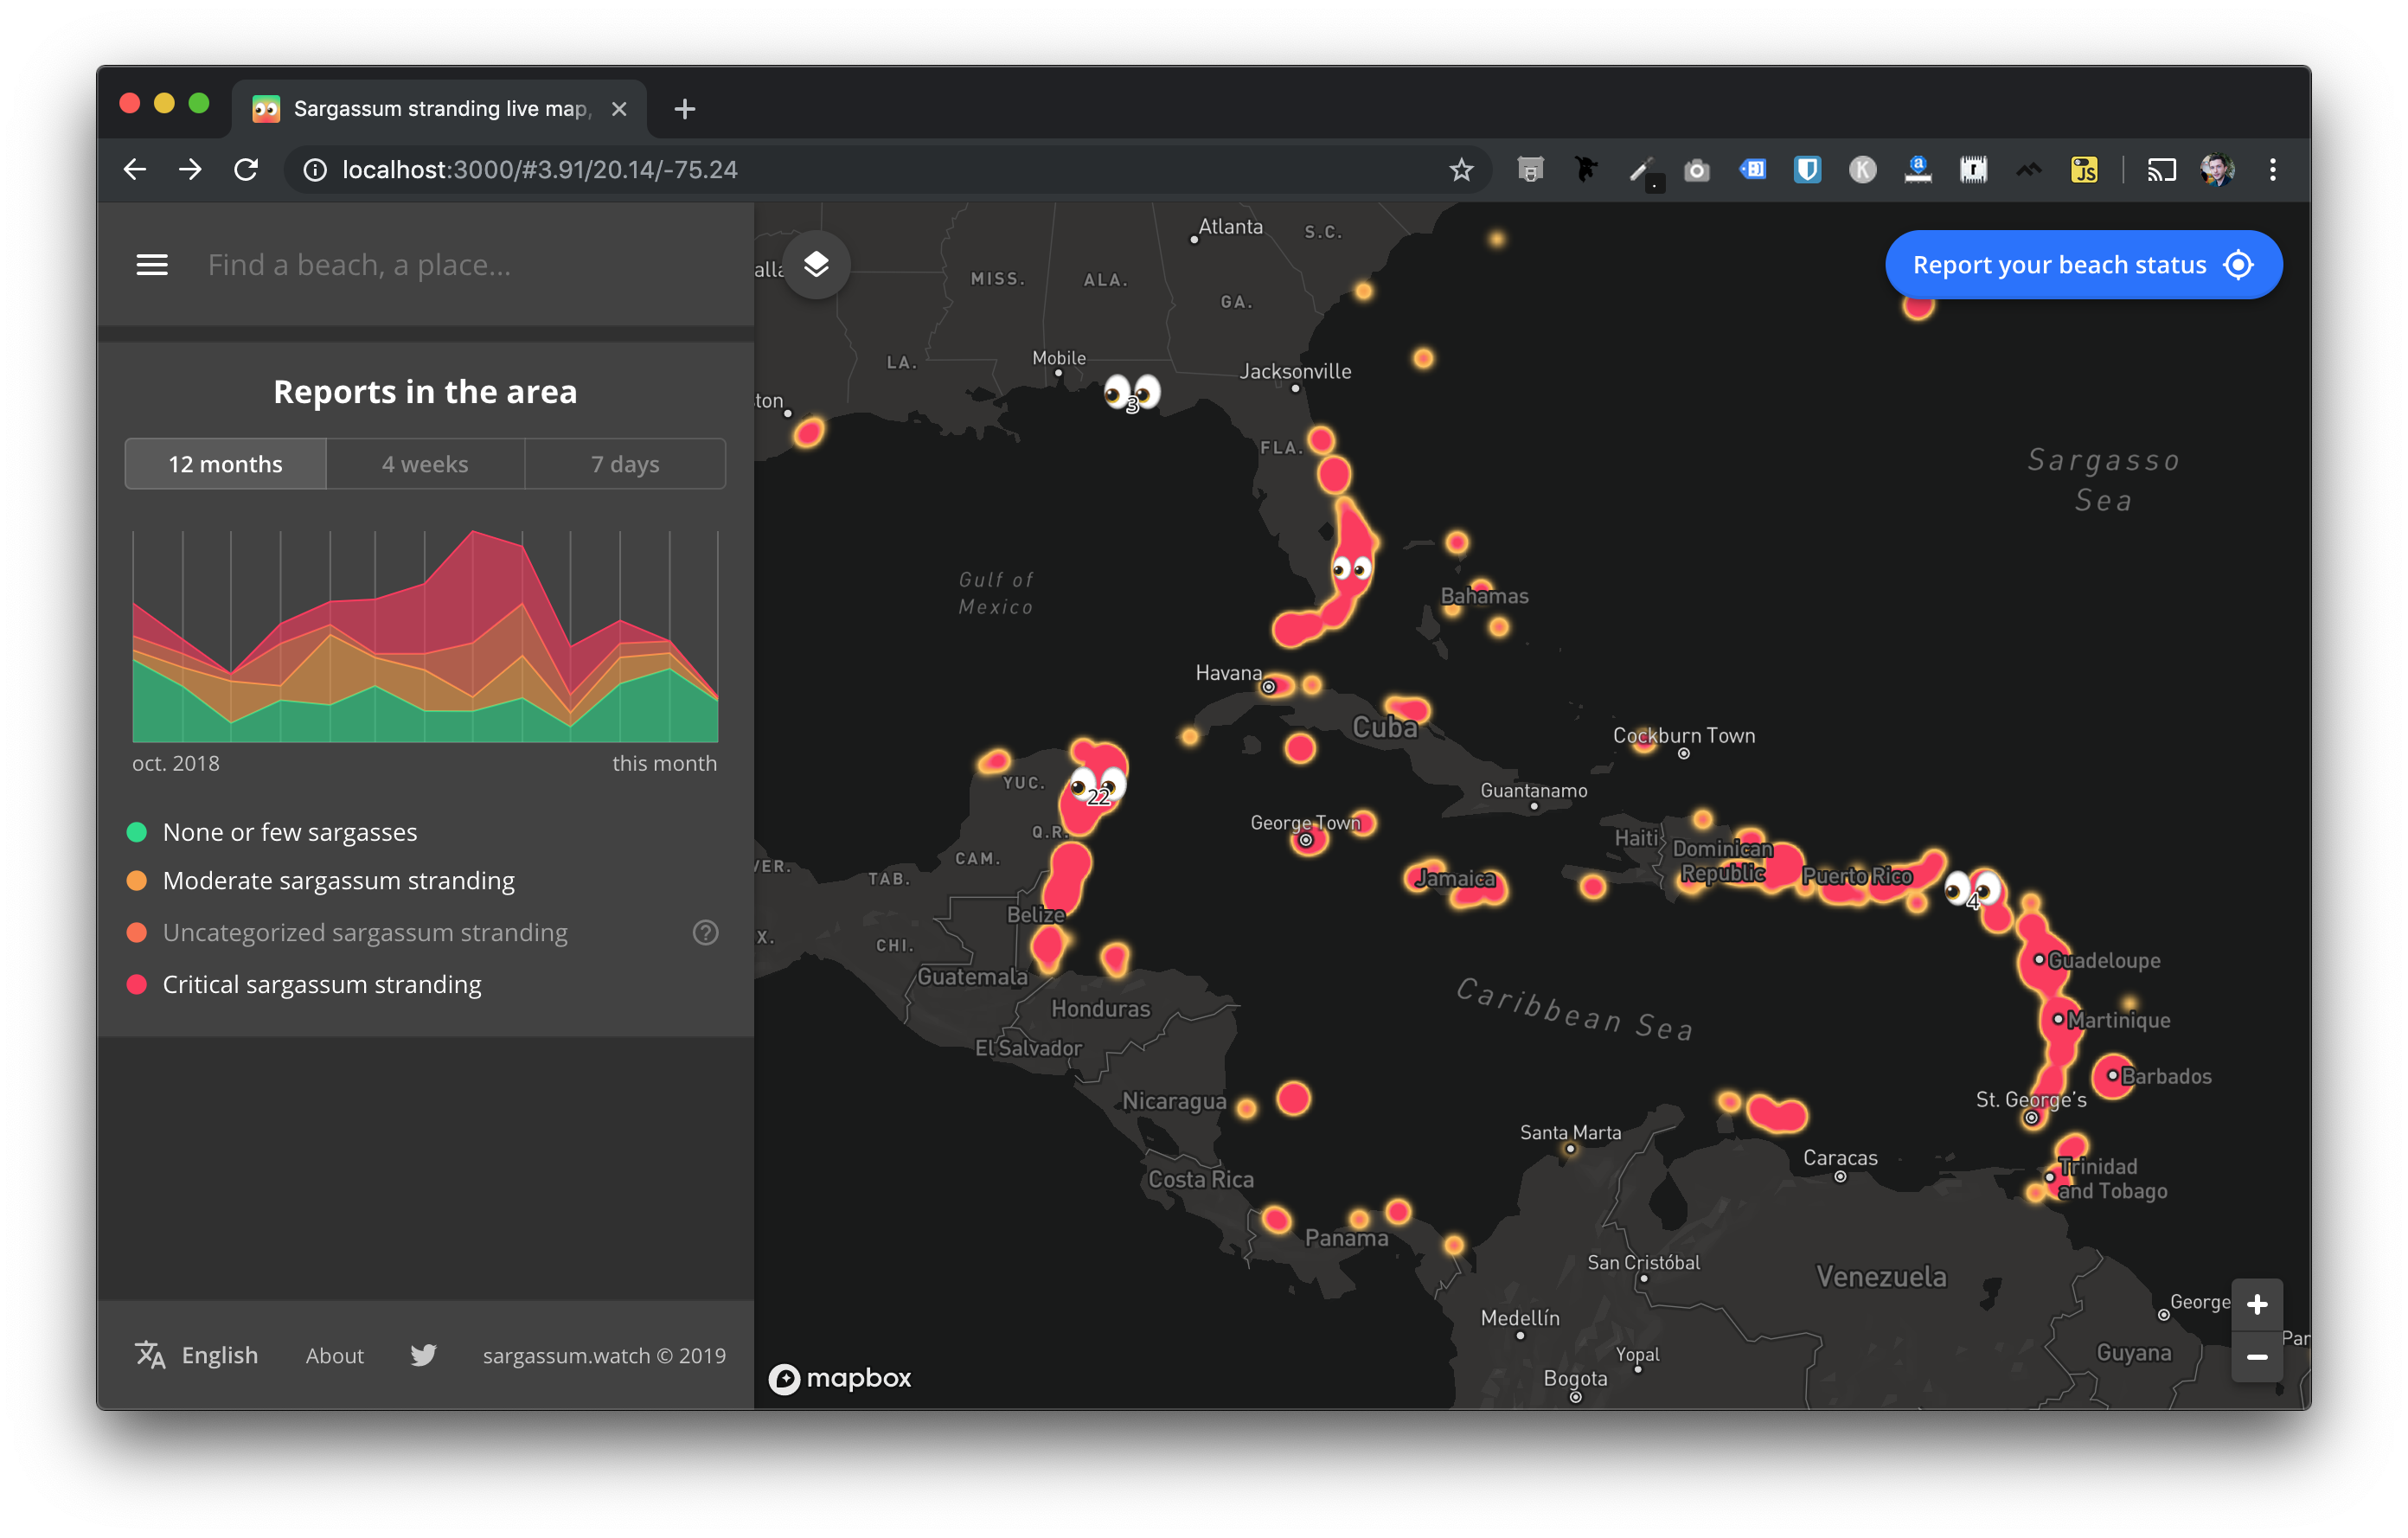 Sargassum stranding live map,
localhost:3000/#3.91/20.14/-75.24
Find a beach, a place...
Report your beach status
Reports in the area
12 months
4 weeks
7 days
oct. 2018
this month
None or few sargasses
Moderate sargassum stranding
Uncategorized sargassum stranding
Critical sargassum stranding
English
About
sargassum.watch © 2019
Atlanta
S.C.
MISS.
ALA.
GA.
LA.
Mobile
Jacksonville
ton
3
FLA.
Sargasso
Sea
Gulf of
Mexico
Bahamas
Havana
Cuba
Cockburn Town
YUC.
22
Guantanamo
George Town
Q.R.
Haiti
Dominican
Republic
Puerto Rico
CAM.
VER.
TAB.
Jamaica
4
Belize
X.
CHI.
Guatemala
Guadeloupe
Caribbean Sea
Honduras
Martinique
El Salvador
Barbados
Nicaragua
St. George's
Santa Marta
Caracas
Trinidad
and Tobago
Costa Rica
Panama
San Cristóbal
Venezuela
George
Medellín
Yopal
Guyana
Par
Bogota
mapbox